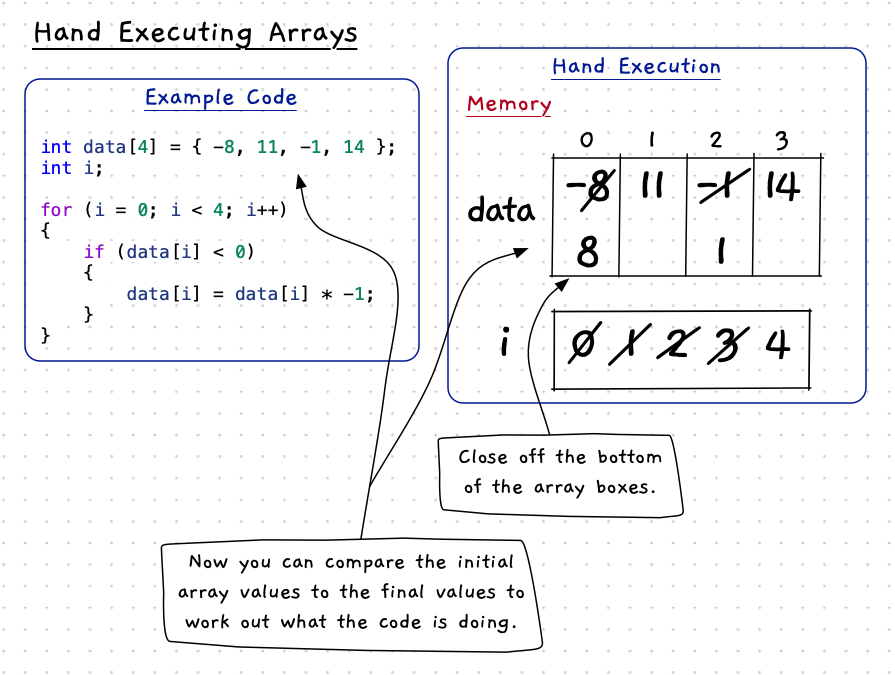 Hand Executing Arrays
Example Code
int data[4] = { -8, 11, -1, 14 };
int i;
for (i = 0; i < 4; i++)
{
if (data[i] < 0)
{
data[i] = data[i] * -1;
}
}
Hand Execution
Memory
0 1 2 3
data
-8 11 -1 14
8 1
i
0 1 2 3 4
Close off the bottom
of the array boxes.
Now you can compare the initial
array values to the final values to
work out what the code is doing.